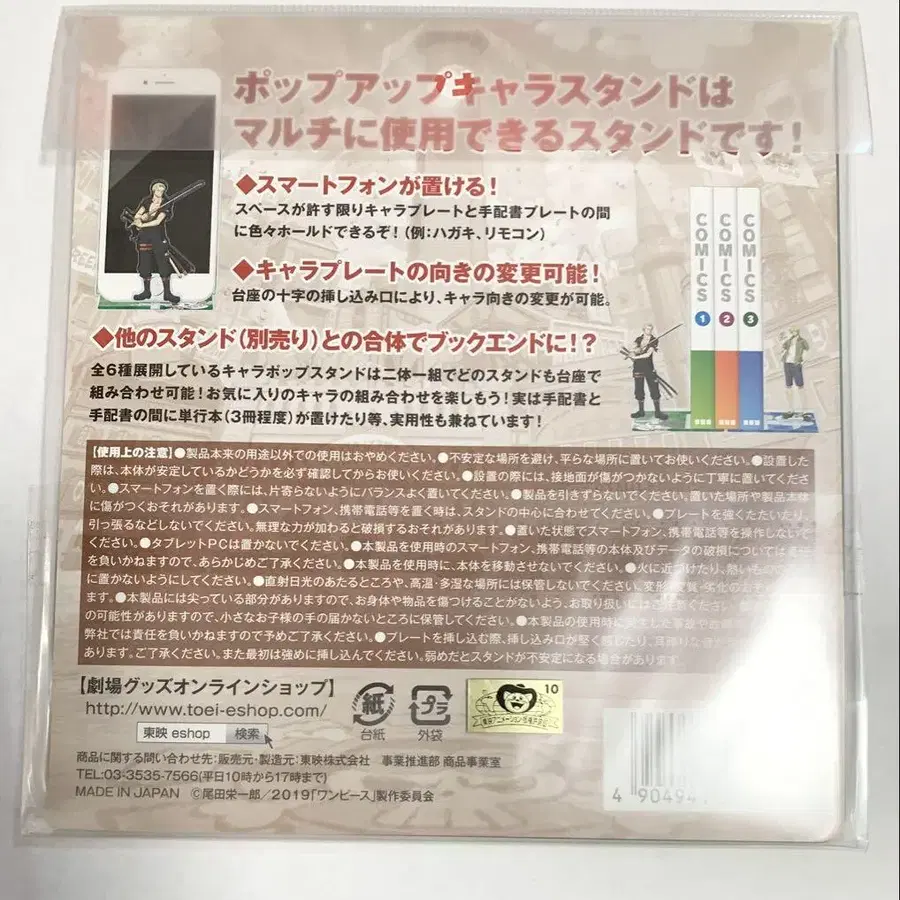 ポップアップキャラスタンドは
マルチに使用できるスタンドです!
◆スマートフォンが置ける!
スペースが許す限りキャラプレートと手配書プレートの間
に色々ホールドできるぞ!(例:ハガキ、リモコン)
◆キャラプレートの向きの変更可能!
台座の十字の挿し込み口により、キャラ向きの変更が可能。
◆他のスタンド(別売り)との合体でブックエンドに!?
全6種展開しているキャラポップスタンドは二体一組でどのスタンドも台座で
組み合わせ可能!お気に入りのキャラの組み合わせを楽しもう!実は手配書と
手配書の間に単行本(3冊程度)が置けたり等、実用性も兼ねています!
COMICS 1
COMICS 2
COMICS 3
【使用上の注意】●製品本来の用途以外での使用はおやめください。●不安定な場所を避け、平らな場所に置いてお使いください。●設置した
際は、本体が安定しているかどうかを必ず確認してからお使いください。●設置の際には、接地面が傷がつかないように丁寧に置いてください
。●スマートフォンを置く際には、片寄らないようにバランスよく置いてください。●製品を引きずらないでください。置いた場所や製品本体
に傷がつくおそれがあります。●スマートフォン、携帯電話等を置く時は、スタンドの中心に合わせてください。●プレートを強くたたいたり、
引っ張るなどしないでください。無理な力が加わると破損するおそれがあります。●置いた状態でスマートフォン、携帯電話等を操作しないで
ください。●タブレットPCは置かないでください。●本製品を使用時のスマートフォン、携帯電話等の本体及びデータの破損については責任
を負いかねますので、あらかじめご了承ください。●本製品を使用時に、本体を移動させないでください。●火に近づけたり、熱いもの
に置かないようにしてください。●直射日光のあたるところや、高温・多湿な場所には保管しないでください。変形・変質・劣化のおそ
す。●本製品には尖っている部分がありますので、お身体や物品を傷つけることがないよう、お取り扱いにはご注意ください。
の可能性がありますので、小さなお子様の手の届かないところに保管してください。●本製品の使用時に発生した事故や
弊社では責任を負いかねますので予めご了承ください。●プレートを挿し込む際、挿し込み口が堅く感じたり、
あります。ご了承ください。また最初は強めに挿し込んでください。弱めだとスタンドが不安定になる場合があります。
【劇場グッズオンラインショップ】
http://www.toei-eshop.com/
東映 eshop 検索
紙
台紙
プラ
外袋
10
商品に関する問い合わせ先:販売元・製造元:東映株式会社 事業推進部 商品事業室
TEL:03-3535-7566(平日10時から17時まで)
MADE IN JAPAN ©尾田栄一郎/2019「ワンピース」製作委員会
4 90494